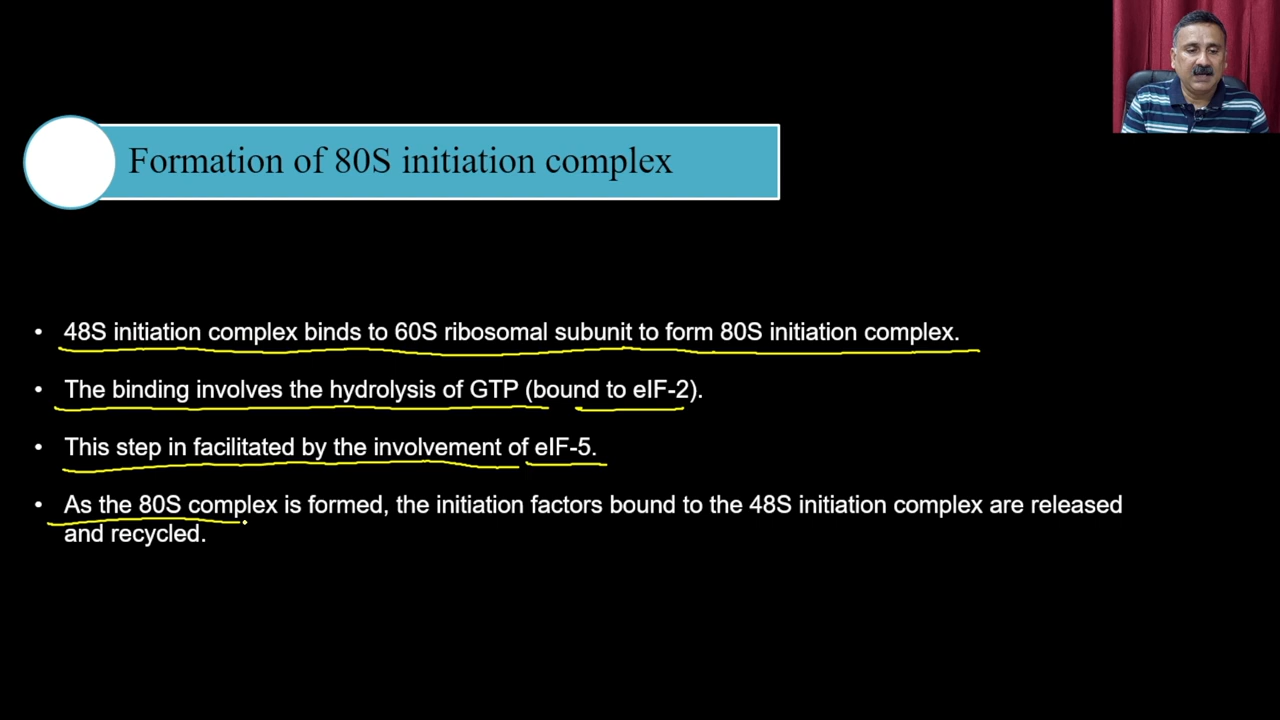 Formation of 80S initiation complex
• 48S initiation complex binds to 60S ribosomal subunit to form 80S initiation complex.
• The binding involves the hydrolysis of GTP (bound to eIF-2).
• This step in facilitated by the involvement of eIF-5.
• As the 80S complex is formed, the initiation factors bound to the 48S initiation complex are released
and recycled.